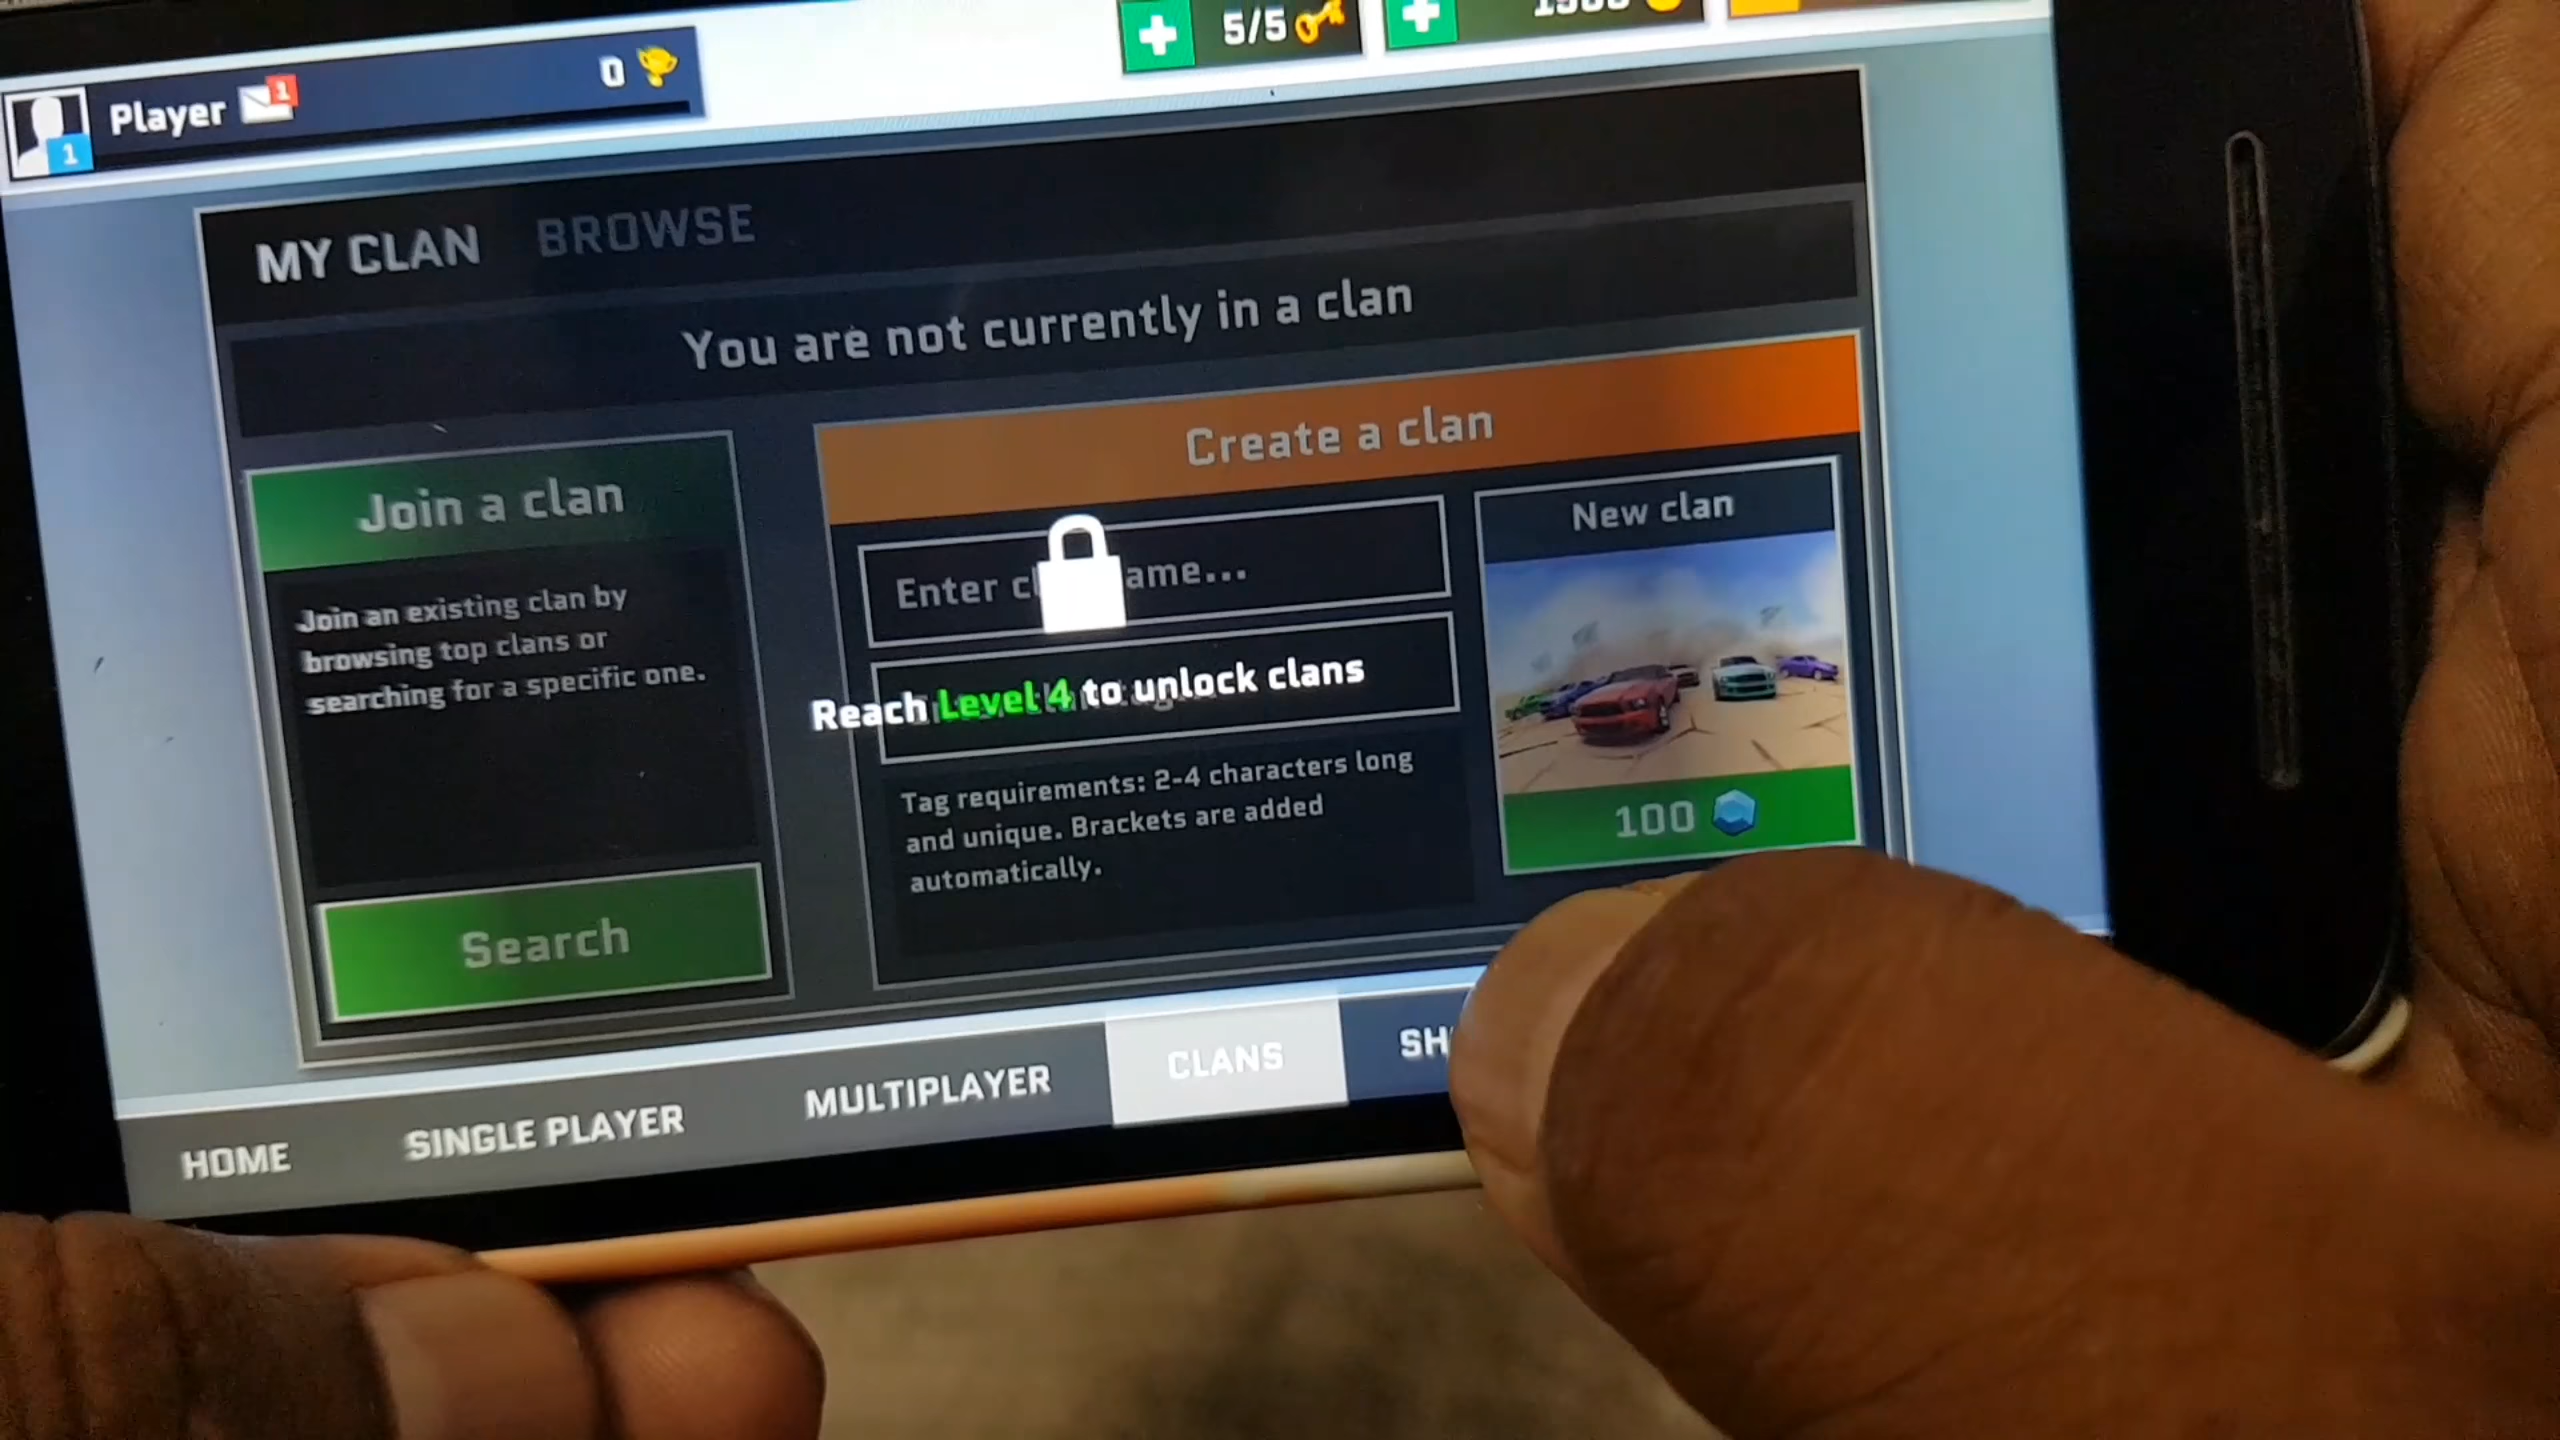 Player 1
0
1
5/5
MY CLAN BROWSE
You are not currently in a clan
Join a clan
Join an existing clan by
browsing top clans or
searching for a specific one.
Search
Create a clan
Enter ame...
Reach Level 4 to unlock clans
Tag requirements: 2-4 characters long
and unique. Brackets are added
automatically.
New clan
100
HOME SINGLE PLAYER MULTIPLAYER CLANS SH